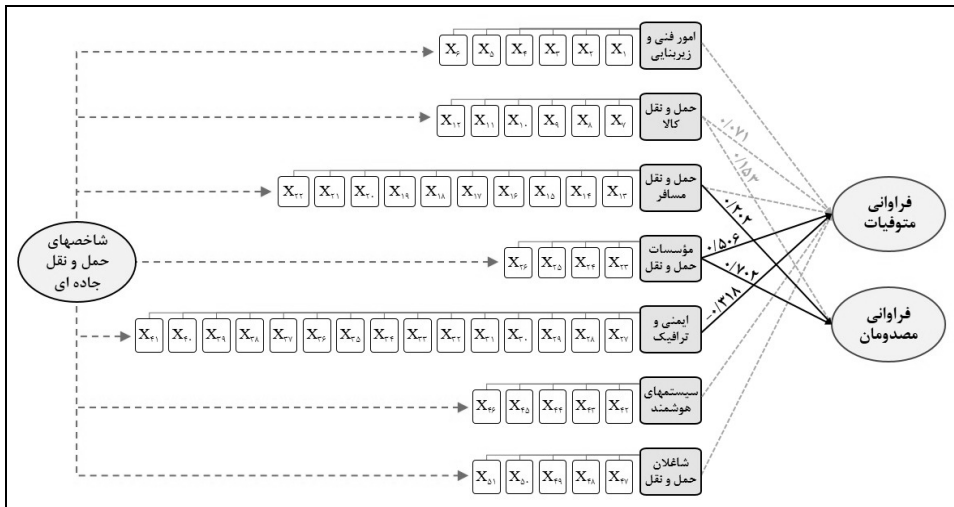 امور فنی و
زیربنایی
X۱ X۲ X۳ X۴ X۵ X۶
حمل و نقل
کالا
X۷ X۸ X۹ X۱۰ X۱۱ X۱۲
حمل و نقل
مسافر
X۱۳ X۱۴ X۱۵ X۱۶ X۱۷ X۱۸ X۱۹ X۲۰ X۲۱ X۲۲
مؤسسات
حمل و نقل
X۲۳ X۲۴ X۲۵ X۲۶
ایمنی و
ترافیک
X۲۷ X۲۸ X۲۹ X۳۰ X۳۱ X۳۲ X۳۳ X۳۴ X۳۵ X۳۶ X۳۷ X۳۸ X۳۹ X۴۰ X۴۱
سیستمهای
هوشمند
X۴۲ X۴۳ X۴۴ X۴۵ X۴۶
شاغلان
حمل و نقل
X۴۷ X۴۸ X۴۹ X۵۰ X۵۱
شاخصهای
حمل و نقل
جاده ای
۰/۰۷۱
۰/۱۵۳
۰/۲۰۲
۰/۵۰۶
۰/۷۰۲
-۰/۳۱۸
فراوانی
متوفیات
فراوانی
مصدومان